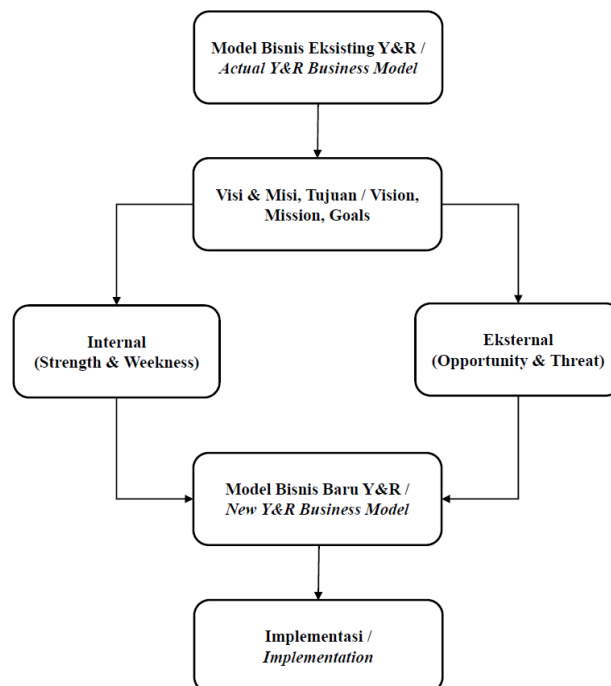 Model Bisnis Eksisting Y&R /
Actual Y&R Business Model
Visi & Misi, Tujuan / Vision,
Mission, Goals
Internal
(Strength & Weekness)
Eksternal
(Opportunity & Threat)
Model Bisnis Baru Y&R /
New Y&R Business Model
Implementasi /
Implementation